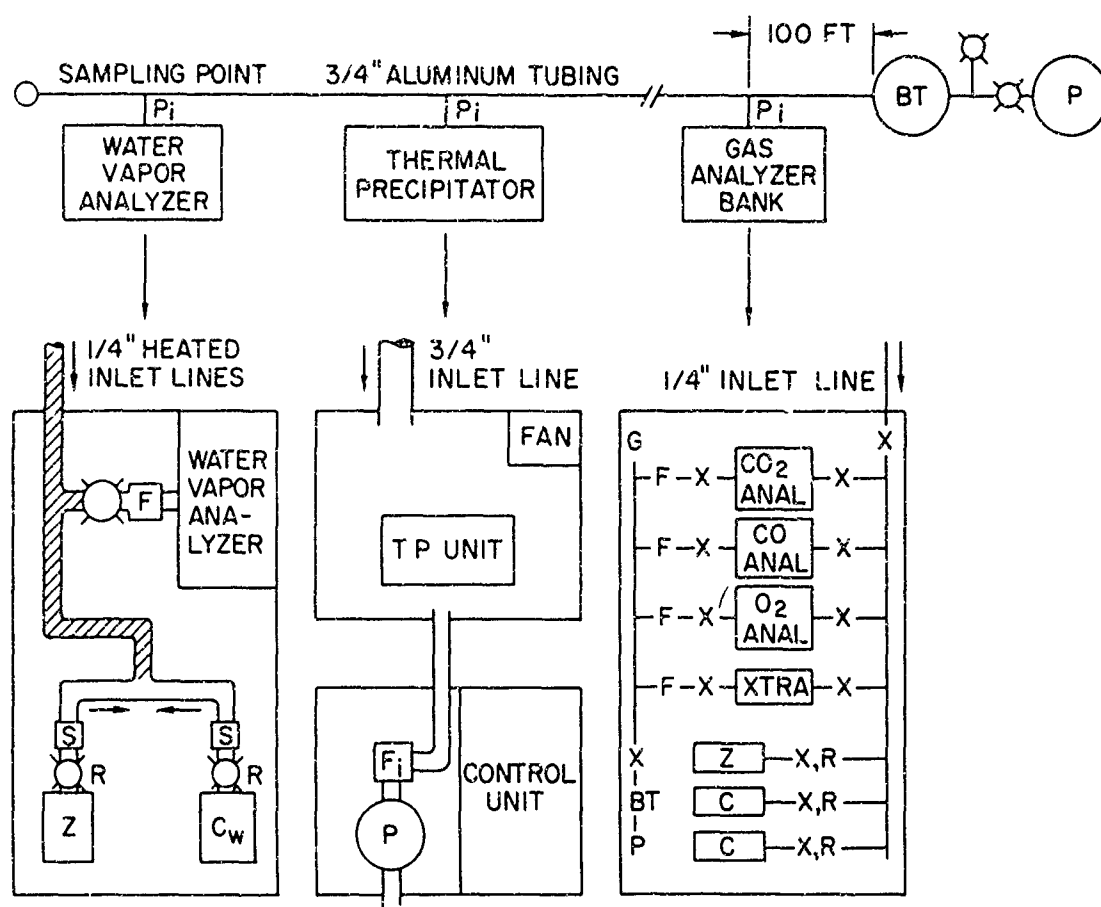 100 FT
SAMPLING POINT
3/4" ALUMINUM TUBING
BT
P
Pi
Pi
Pi
WATER
VAPOR
ANALYZER
THERMAL
PRECIPITATOR
GAS
ANALYZER
BANK
1/4" HEATED
INLET LINES
3/4"
INLET LINE
1/4" INLET LINE
WATER
VAPOR
ANA-
LYZER
F
S
S
R
R
Z
Cw
FAN
T P UNIT
Fi
P
CONTROL
UNIT
G
X
F X CO2 ANAL X
F X CO ANAL X
F X O2 ANAL X
F X XTRA X
X
BT
P
Z X,R
C X,R
C X,R